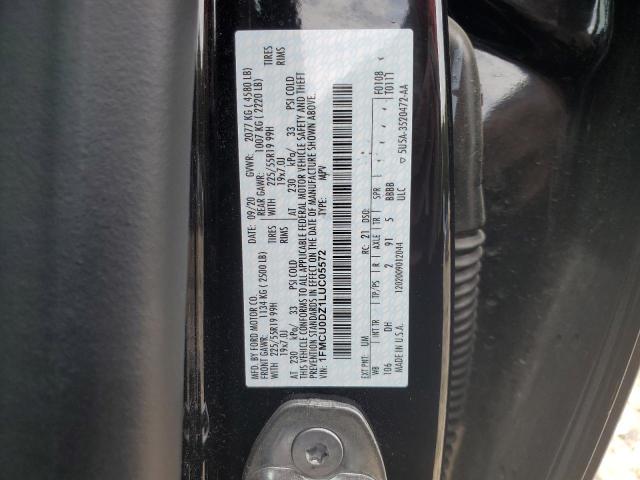 MFD. BY FORD MOTOR CO.
DATE: 09/20 GVWR: 2077 KG ( 4580 LB)
FRONT GAWR: 1134 KG ( 2500 LB) REAR GAWR: 1007 KG ( 2220 LB)
WITH 225/55R19 99H TIRES WITH 225/55R19 99H TIRES
19x7.0J RIMS 19x7.0J RIMS
AT 230 kPa/ 33 PSI COLD AT 230 kPa/ 33 PSI COLD
THIS VEHICLE CONFORMS TO ALL APPLICABLE FEDERAL MOTOR VEHICLE SAFETY AND THEFT
PREVENTION STANDARDS IN EFFECT ON THE DATE OF MANUFACTURE SHOWN ABOVE.
VIN: 1FMCU0DZ1LUC05572 TYPE: MPV
F0108
T0111
EXT PNT: UM RC: 21 DSO:
WB INT TR TP/PS R AXLE TR SPR
106 DH 2 91 5 BBBB
MADE IN U.S.A. ULC
1202009012044 5U5A-3520472-AA